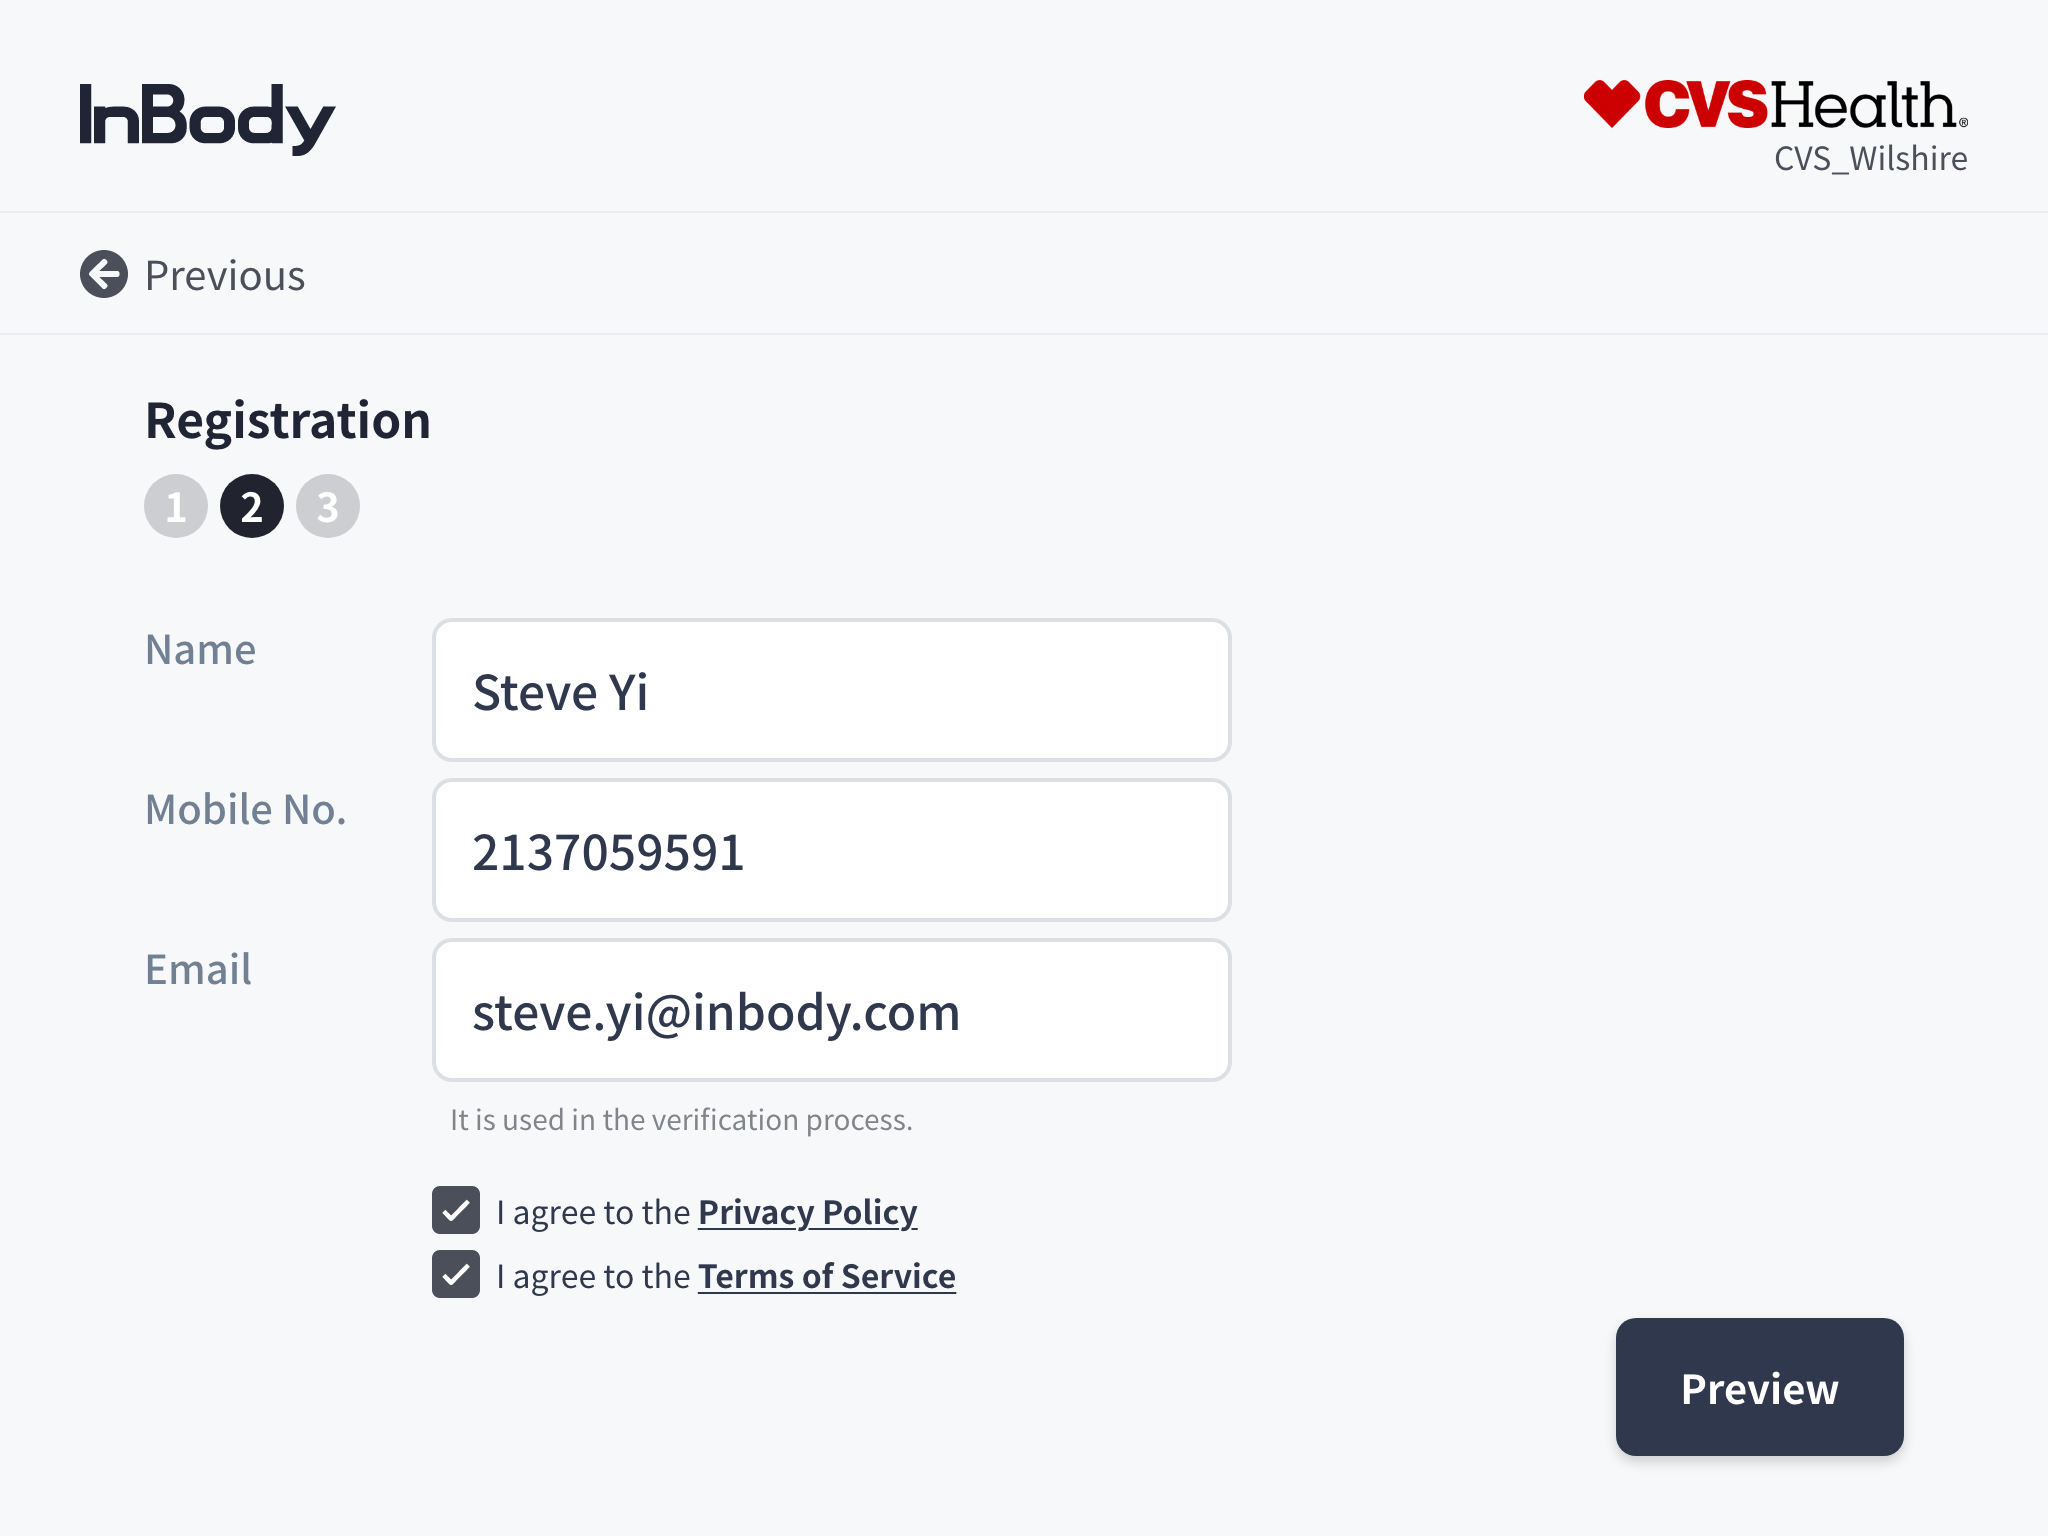 InBody
CVSHealth®
CVS_Wilshire
Previous
Registration
1 2 3
Name
Steve Yi
Mobile No.
2137059591
Email
steve.yi@inbody.com
It is used in the verification process.
I agree to the Privacy Policy
I agree to the Terms of Service
Preview